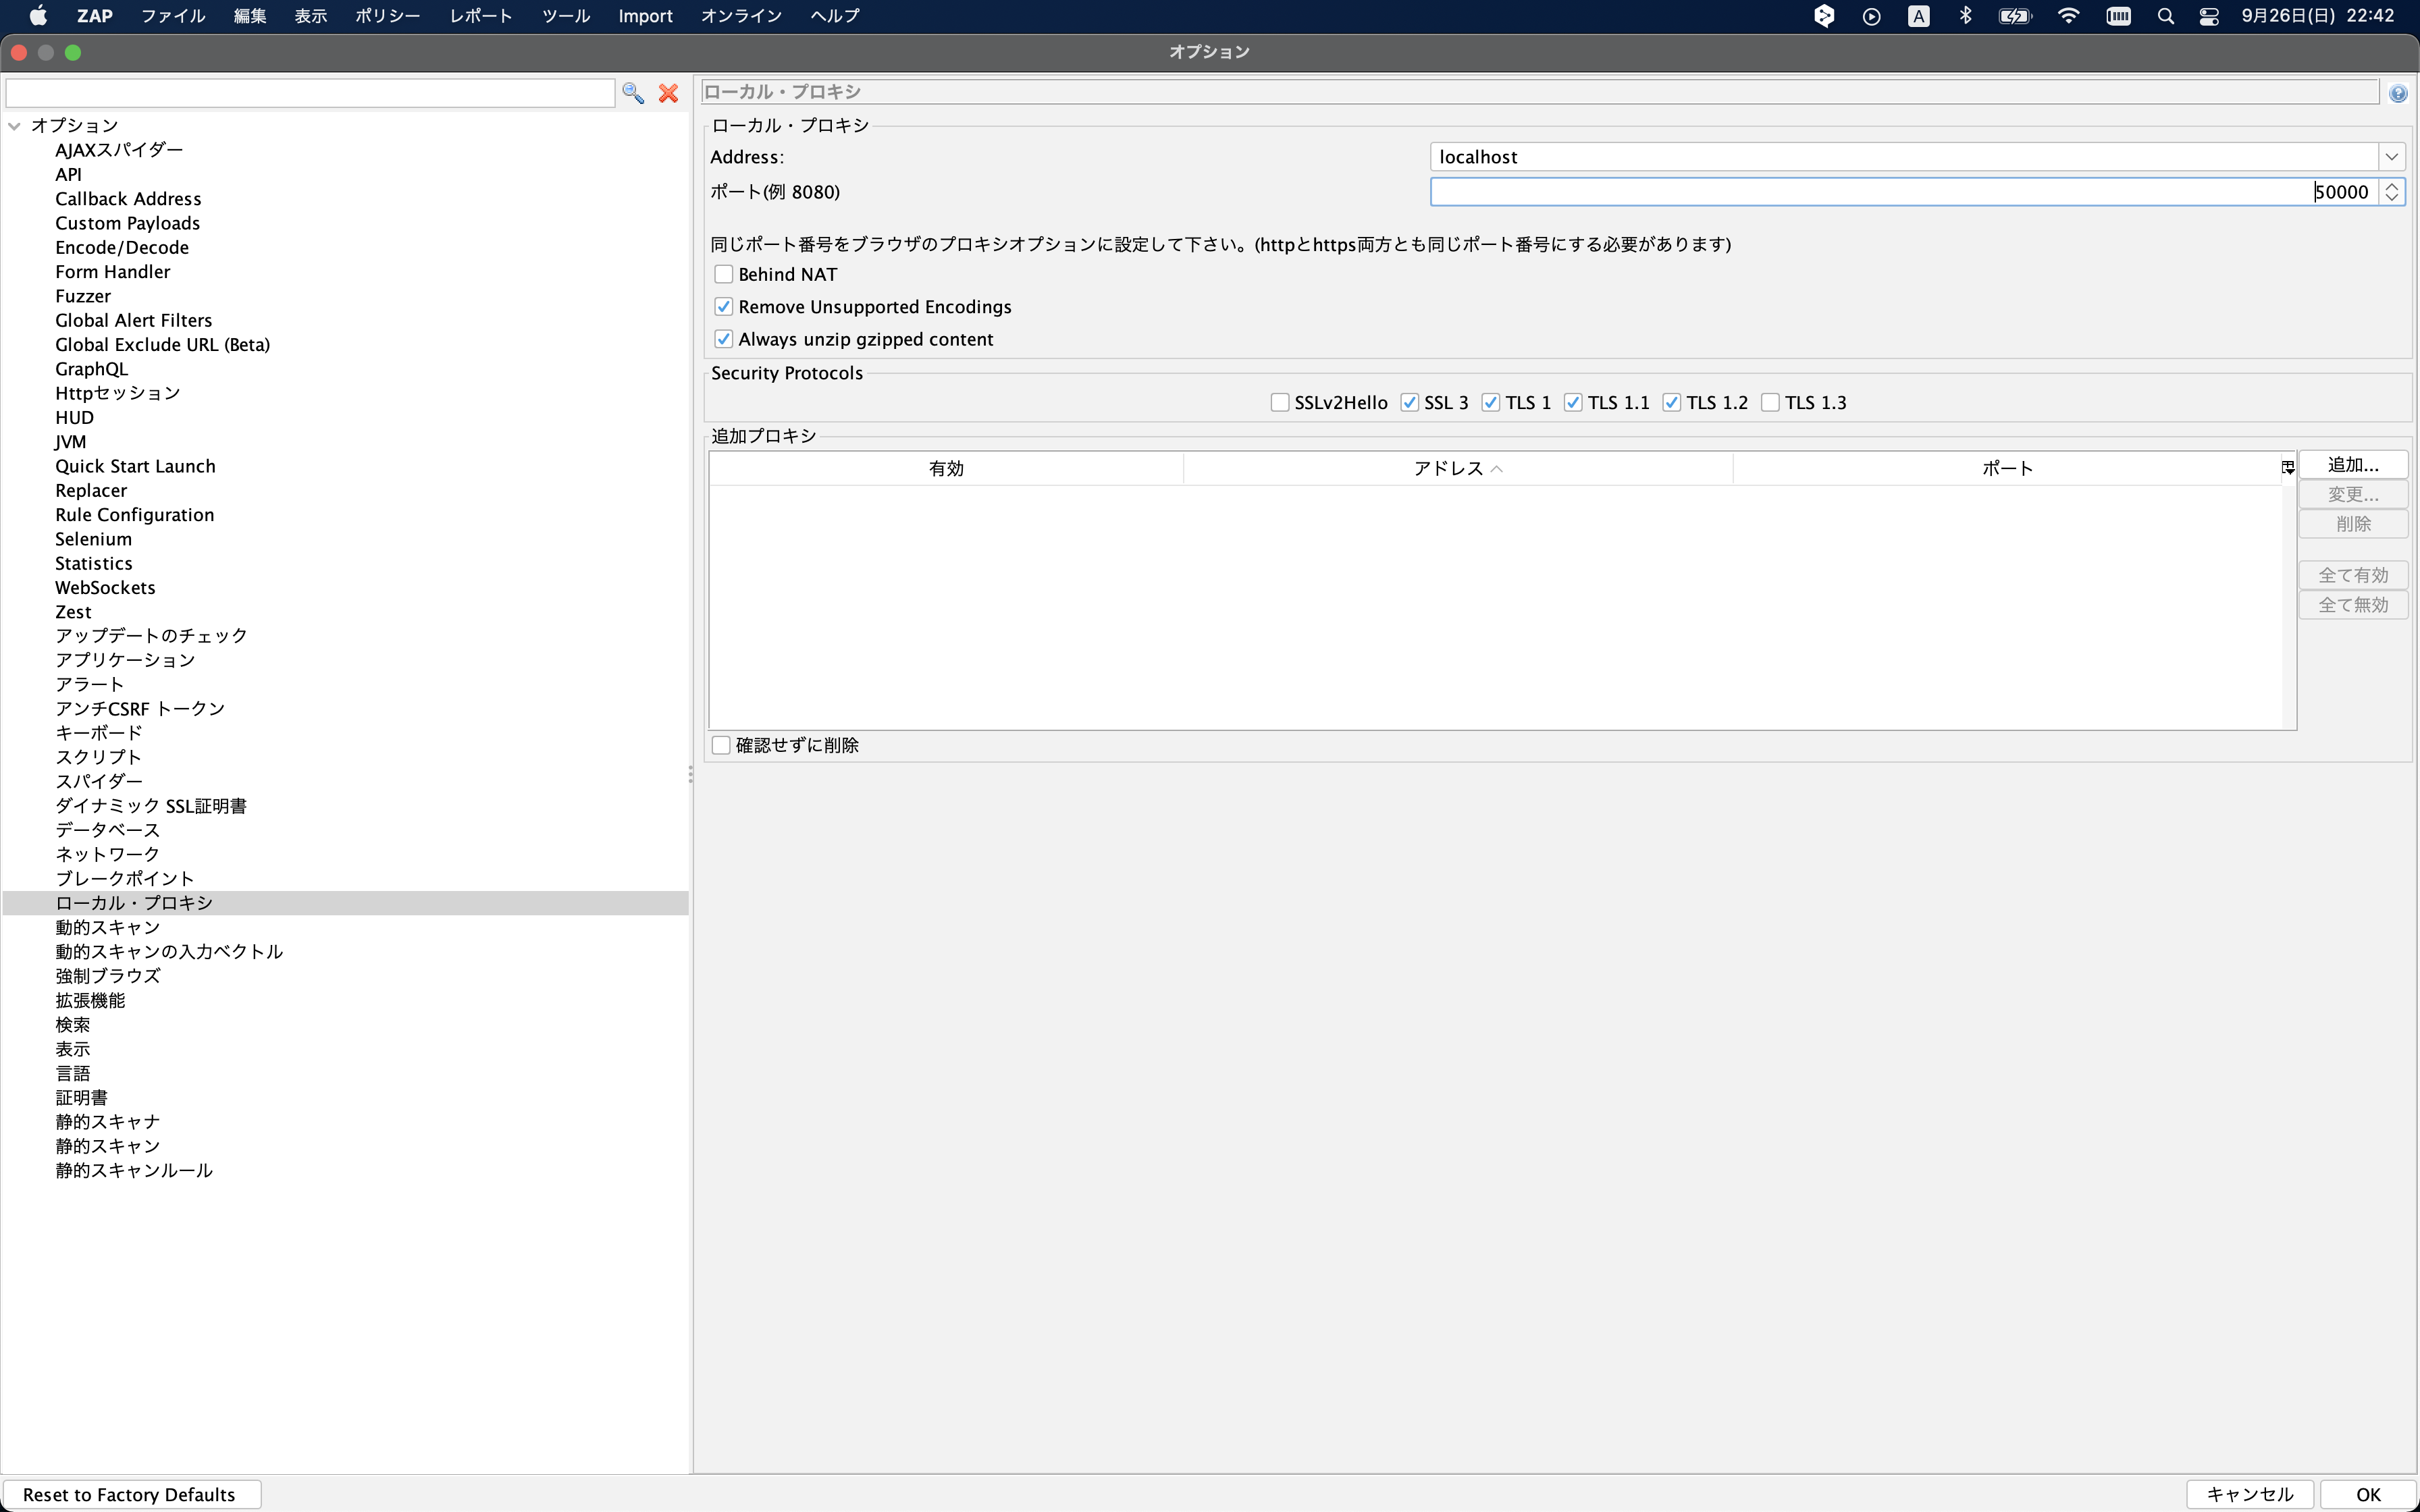 ZAP ファイル 編集 表示 ポリシー レポート ツール Import オンライン ヘルプ A 9月26日(日) 22:42
オプション
オプション
AJAXスパイダー
API
Callback Address
Custom Payloads
Encode/Decode
Form Handler
Fuzzer
Global Alert Filters
Global Exclude URL (Beta)
GraphQL
Httpセッション
HUD
JVM
Quick Start Launch
Replacer
Rule Configuration
Selenium
Statistics
WebSockets
Zest
アップデートのチェック
アプリケーション
アラート
アンチCSRF トークン
キーボード
スクリプト
スパイダー
ダイナミック SSL証明書
データベース
ネットワーク
ブレークポイント
ローカル・プロキシ
動的スキャン
動的スキャンの入力ベクトル
強制ブラウズ
拡張機能
検索
表示
言語
証明書
静的スキャナ
静的スキャン
静的スキャンルール
ローカル・プロキシ
ローカル・プロキシ
Address: localhost
ポート(例 8080) 50000
同じポート番号をブラウザのプロキシオプションに設定して下さい。(httpとhttps両方とも同じポート番号にする必要があります)
Behind NAT
Remove Unsupported Encodings
Always unzip gzipped content
Security Protocols
SSLv2Hello SSL 3 TLS 1 TLS 1.1 TLS 1.2 TLS 1.3
追加プロキシ
有効 アドレス ポート
追加...
変更...
削除
全て有効
全て無効
確認せずに削除
Reset to Factory Defaults キャンセル OK